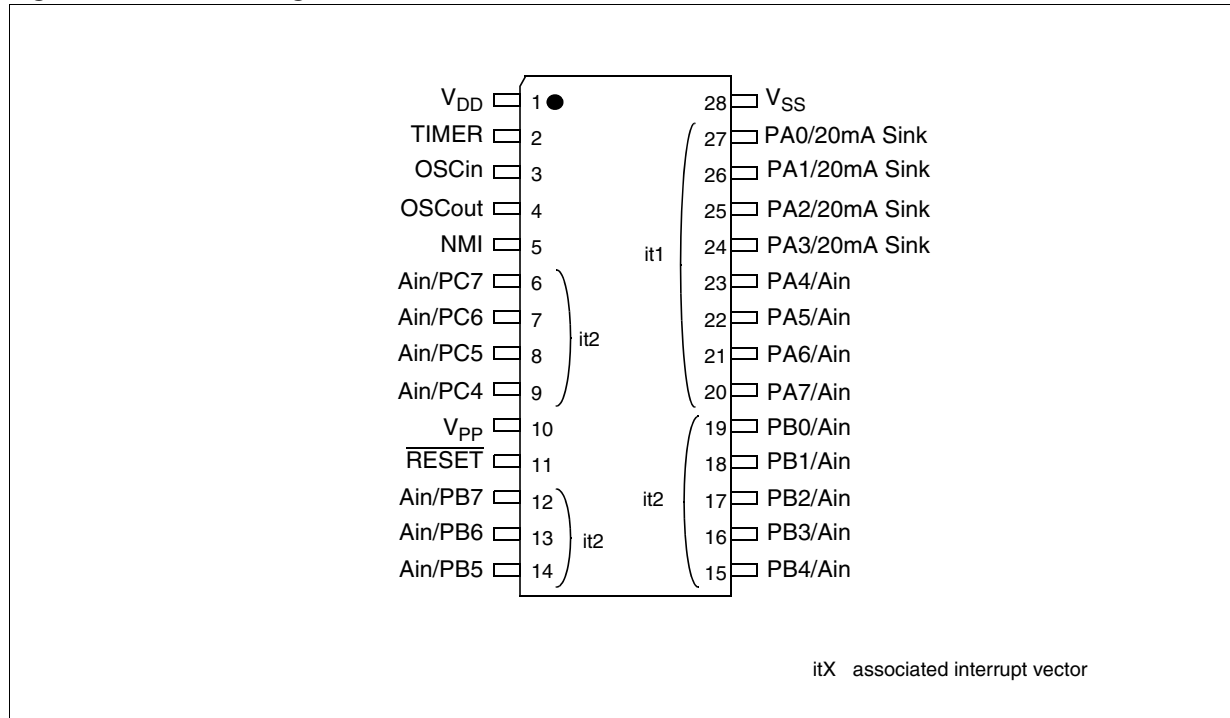 V_DD 1 28 V_SS
TIMER 2 27 PA0/20mA Sink
OSCin 3 26 PA1/20mA Sink
OSCout 4 25 PA2/20mA Sink
NMI 5 24 PA3/20mA Sink
it1
Ain/PC7 6 23 PA4/Ain
Ain/PC6 7 22 PA5/Ain
it2
Ain/PC5 8 21 PA6/Ain
Ain/PC4 9 20 PA7/Ain
V_PP 10 19 PB0/Ain
RESET 11 18 PB1/Ain
Ain/PB7 12 it2 17 PB2/Ain
Ain/PB6 13 it2 16 PB3/Ain
Ain/PB5 14 15 PB4/Ain
itX associated interrupt vector